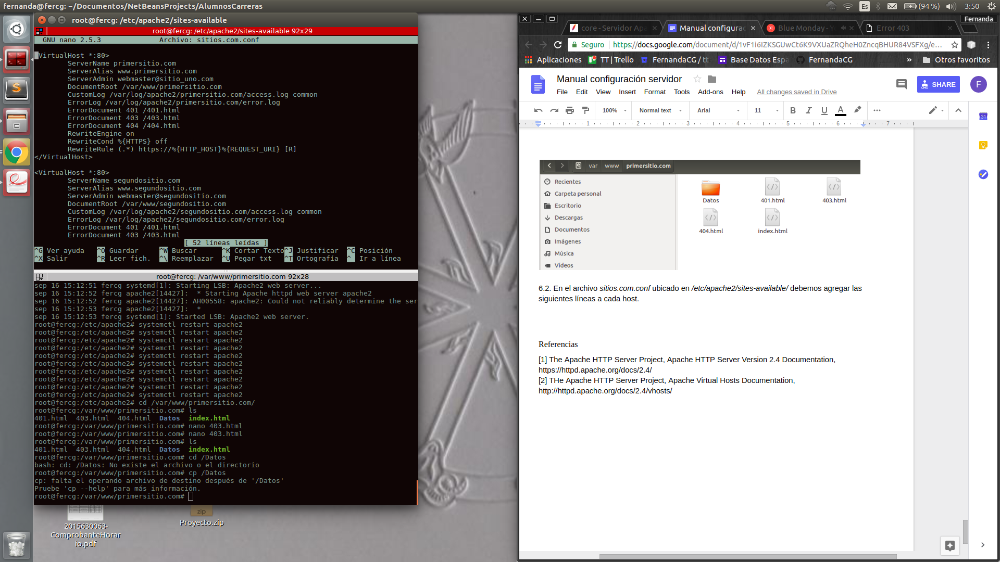 fernanda@fercg: ~/Documentos/NetBeansProjects/AlumnosCarreras
Es
(94 %)
3:50
root@fercg: /etc/apache2/sites-available
root@fercg: /etc/apache2/sites-available 92x29
GNU nano 2.5.3 Archivo: sitios.com.conf
VirtualHost *:80>
ServerName primersitio.com
ServerAlias www.primersitio.com
ServerAdmin webmaster@sitio_uno.com
DocumentRoot /var/www/primersitio.com
CustomLog /var/log/apache2/primersitio.com/access.log common
ErrorLog /var/log/apache2/primersitio.com/error.log
ErrorDocument 401 /401.html
ErrorDocument 403 /403.html
ErrorDocument 404 /404.html
RewriteEngine on
RewriteCond %{HTTPS} off
RewriteRule (.*) https://%{HTTP_HOST}%{REQUEST_URI} [R]
</VirtualHost>
<VirtualHost *:80>
ServerName segundositio.com
ServerAlias www.segundositio.com
ServerAdmin webmaster@segundositio.com
DocumentRoot /var/www/segundositio.com
CustomLog /var/log/apache2/segundositio.com/access.log common
ErrorLog /var/log/apache2/segundositio.com/error.log
ErrorDocument 401 /401.html
ErrorDocument 403 /403.html
[ 52 líneas leídas ]
^G Ver ayuda ^O Guardar ^W Buscar ^K Cortar Texto ^J Justificar ^C Posición
^X Salir ^R Leer fich. ^\ Reemplazar ^U Pegar txt ^T Ortografía ^_ Ir a línea
root@fercg: /var/www/primersitio.com 92x28
sep 16 15:12:51 fercg systemd[1]: Starting LSB: Apache2 web server...
sep 16 15:12:52 fercg apache2[14427]: * Starting Apache httpd web server apache2
sep 16 15:12:52 fercg apache2[14427]: AH00558: apache2: Could not reliably determine the ser
sep 16 15:12:53 fercg apache2[14427]: *
sep 16 15:12:53 fercg systemd[1]: Started LSB: Apache2 web server.
root@fercg:/etc/apache2# systemctl restart apache2
root@fercg:/etc/apache2# systemctl restart apache2
root@fercg:/etc/apache2# systemctl restart apache2
root@fercg:/etc/apache2# systemctl restart apache2
root@fercg:/etc/apache2# systemctl restart apache2
root@fercg:/etc/apache2# systemctl restart apache2
root@fercg:/etc/apache2# systemctl restart apache2
root@fercg:/etc/apache2# systemctl restart apache2
root@fercg:/etc/apache2# systemctl restart apache2
root@fercg:/etc/apache2# systemctl restart apache2
root@fercg:/etc/apache2# cd /var/www/primersitio.com/
root@fercg:/var/www/primersitio.com# ls
401.html 403.html 404.html Datos index.html
root@fercg:/var/www/primersitio.com# nano 403.html
root@fercg:/var/www/primersitio.com# nano 403.html
root@fercg:/var/www/primersitio.com# ls
401.html 403.html 404.html Datos index.html
root@fercg:/var/www/primersitio.com# cd /Datos
bash: cd: /Datos: No existe el archivo o el directorio
root@fercg:/var/www/primersitio.com# cp /Datos
cp: falta el operando archivo de destino después de '/Datos'
Pruebe 'cp --help' para más información.
root@fercg:/var/www/primersitio.com#
2015630063-
ComprobanteHorar
io.pdf
zip
Proyecto.zip
Fernanda
core - Servidor Apa
Manual configurac
Blue Monday - Y
Error 403
Seguro
https://docs.google.com/document/d/1vF1i6IZKSGUwCt6K9VXUaZRQheH0ZncqBHUR84VSFXg/e...
Aplicaciones
TT | Trello
FernandaCG / tt
Base Datos Espa
FernandaCG
»
Otros favoritos
Manual configuración servidor
File Edit View Insert Format Tools Add-ons Help All changes saved in Drive
SHARE
F
100% Normal text Arial 11 B I U A
1 2 3 4 5 6 7
31
var www primersitio.com
Recientes
Carpeta personal
Escritorio
Descargas
Documentos
Imágenes
Música
Vídeos
Datos 401.html 403.html
404.html index.html
6.2. En el archivo sitios.com.conf ubicado en /etc/apache2/sites-available/ debemos agregar las
siguientes líneas a cada host.
Referencias
[1] The Apache HTTP Server Project, Apache HTTP Server Version 2.4 Documentation,
https://httpd.apache.org/docs/2.4/
[2] THe Apache HTTP Server Project, Apache Virtual Hosts Documentation,
http://httpd.apache.org/docs/2.4/vhosts/